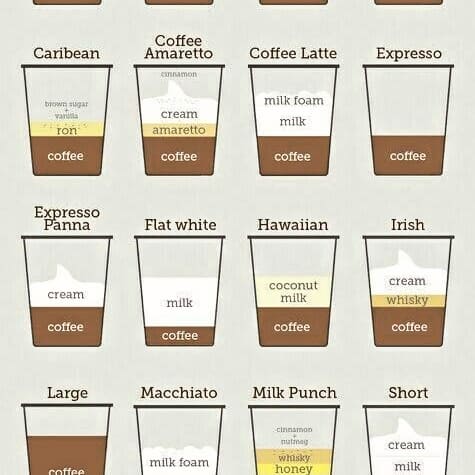 Caribean
Coffee
Amaretto
Coffee Latte
Expresso
brown sugar
+
vanilla
ron
coffee
cinnamon
cream
amaretto
coffee
milk foam
milk
coffee
coffee
Expresso
Panna
Flat white
Hawaiian
Irish
cream
coffee
milk
coffee
coconut
milk
coffee
cream
whisky
coffee
Large
Macchiato
Milk Punch
Short
coffee
milk foam
cinnamon
+
nutmag
whisky
honey
cream
milk